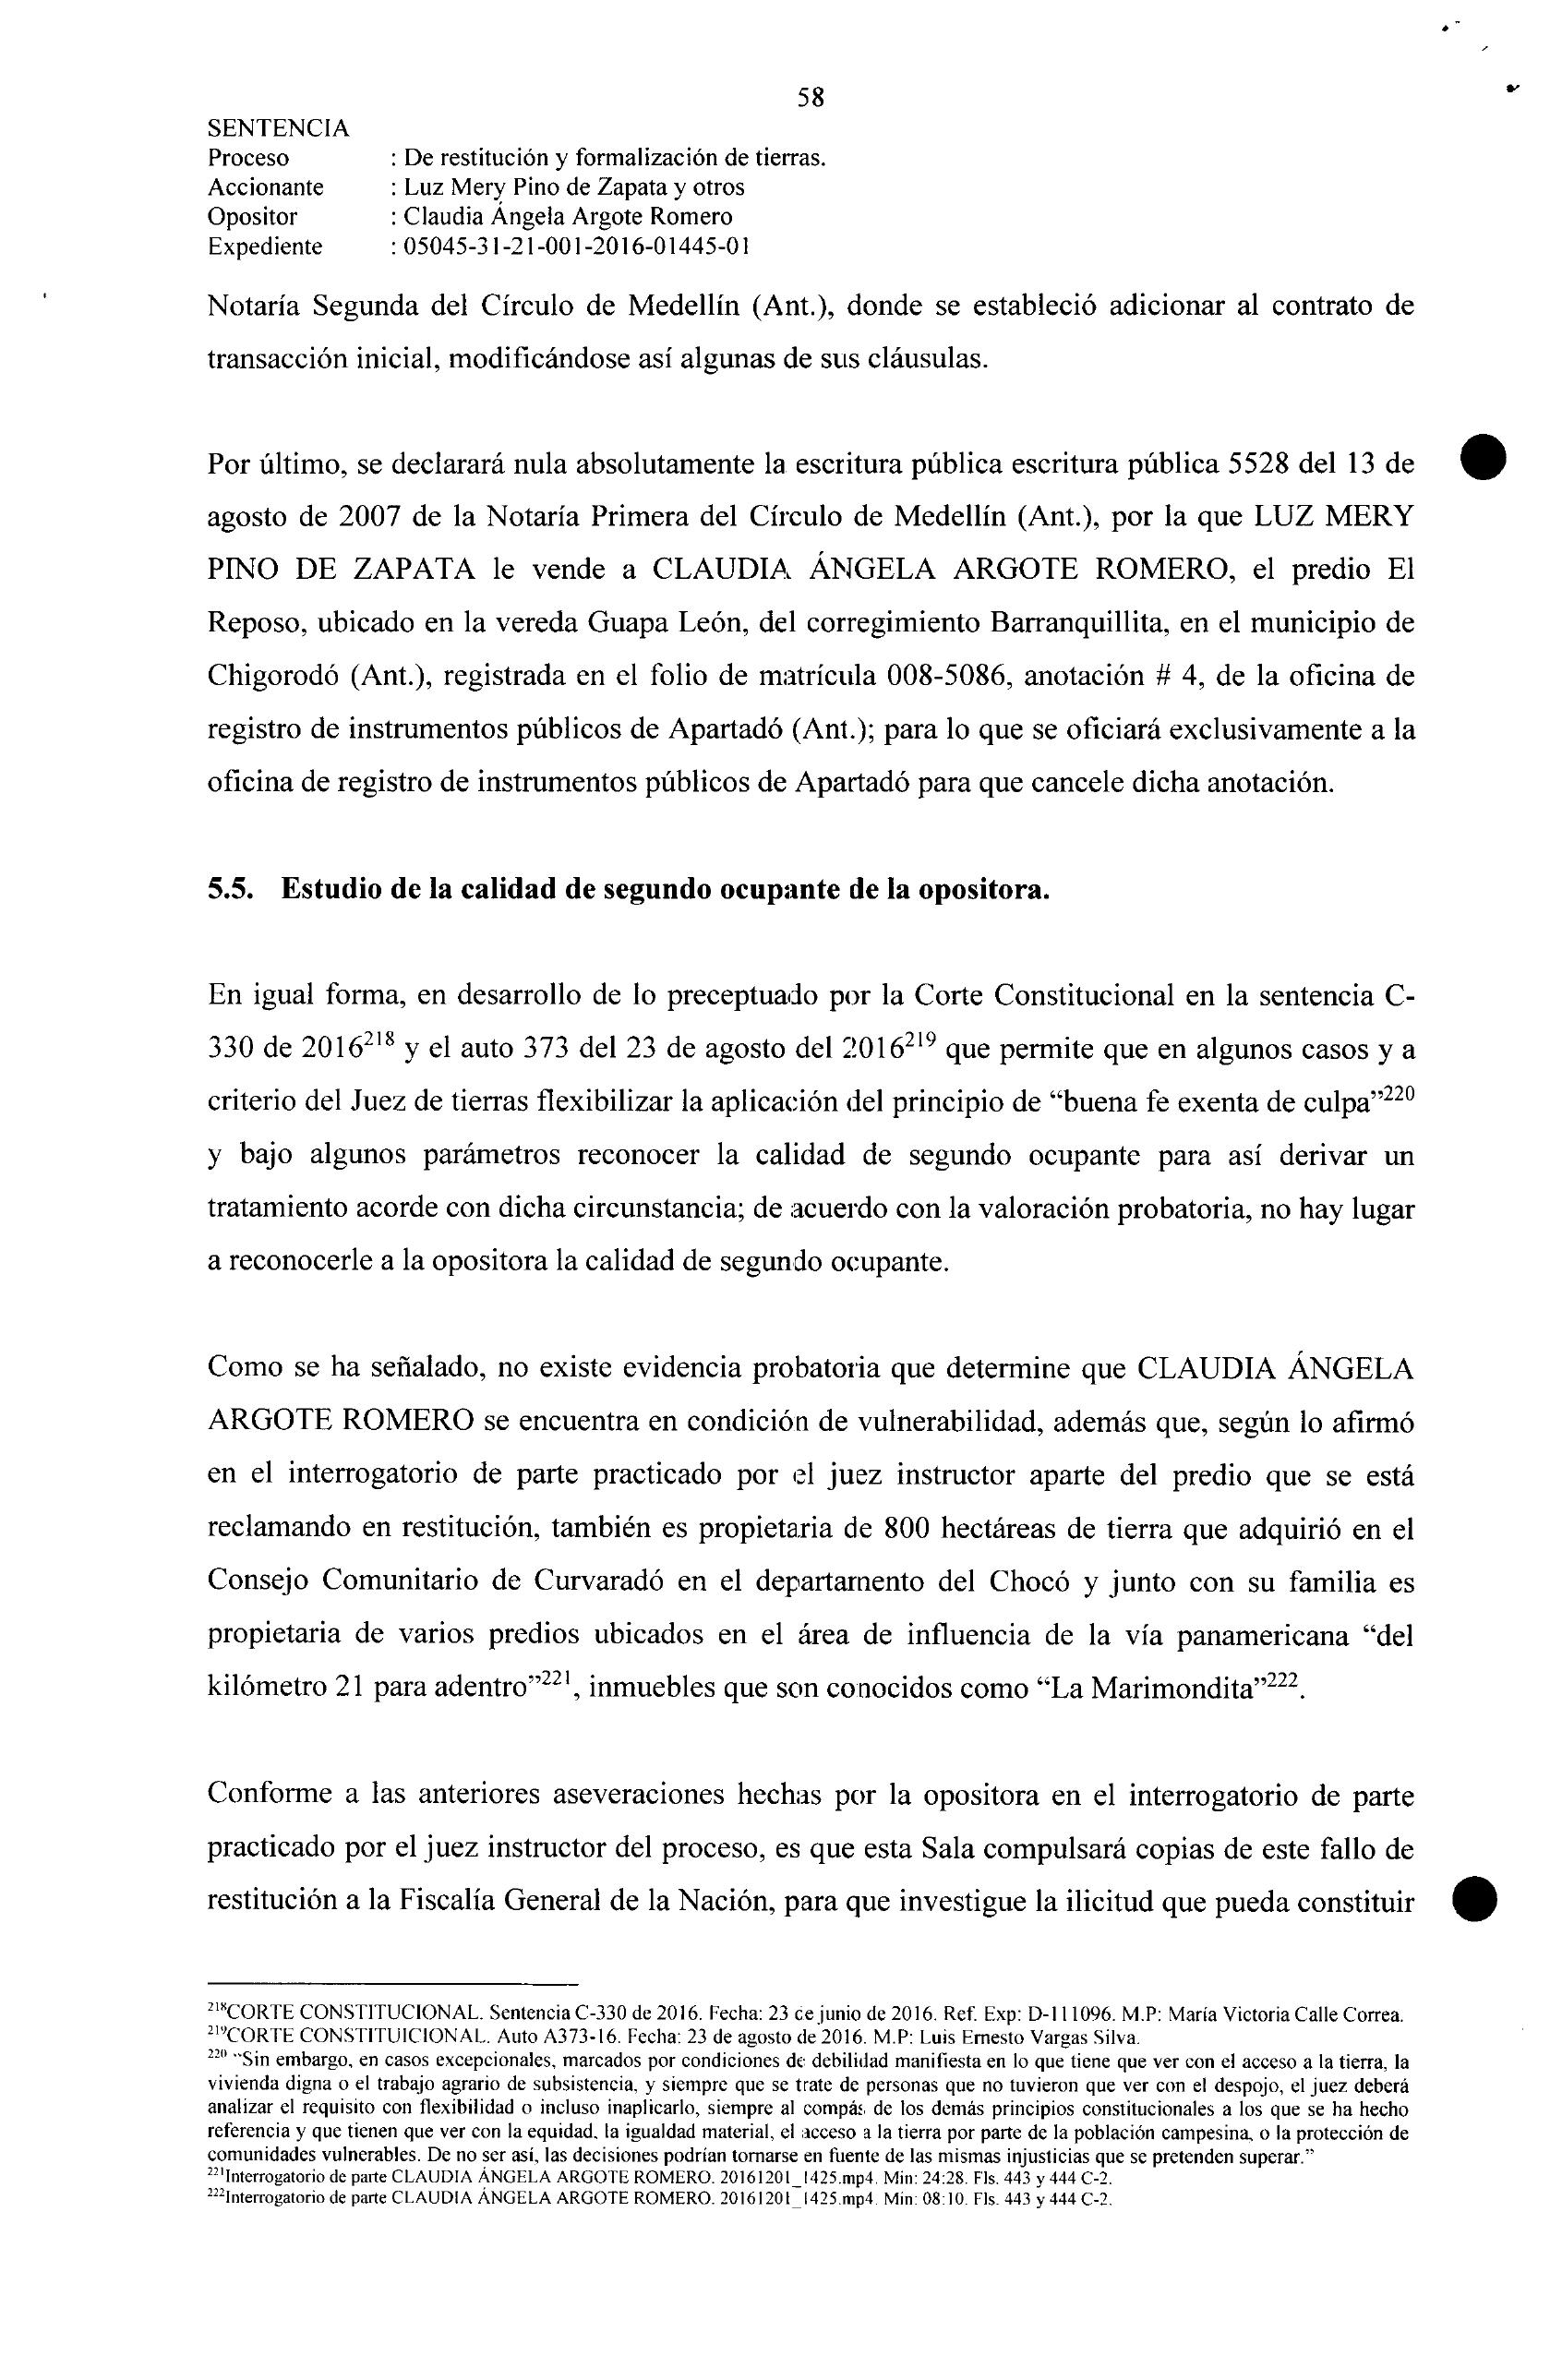 58
SENTENCIA
Proceso : De restitución y formalización de tierras.
Accionante : Luz Mery Pino de Zapata y otros
Opositor : Claudia Ángela Argote Romero
Expediente : 05045-31-21-001-2016-01445-01
Notaría Segunda del Círculo de Medellín (Ant.), donde se estableció adicionar al contrato de
transacción inicial, modificándose así algunas de sus cláusulas.
Por último, se declarará nula absolutamente la escritura pública escritura pública 5528 del 13 de
agosto de 2007 de la Notaría Primera del Círculo de Medellín (Ant.), por la que LUZ MERY
PINO DE ZAPATA le vende a CLAUDIA ÁNGELA ARGOTE ROMERO, el predio El
Reposo, ubicado en la vereda Guapa León, del corregimiento Barranquillita, en el municipio de
Chigorodó (Ant.), registrada en el folio de matrícula 008-5086, anotación # 4, de la oficina de
registro de instrumentos públicos de Apartadó (Ant.); para lo que se oficiará exclusivamente a la
oficina de registro de instrumentos públicos de Apartadó para que cancele dicha anotación.
5.5. Estudio de la calidad de segundo ocupante de la opositora.
En igual forma, en desarrollo de lo preceptuado por la Corte Constitucional en la sentencia C-
330 de 2016²¹⁸ y el auto 373 del 23 de agosto del 2016²¹⁹ que permite que en algunos casos y a
criterio del Juez de tierras flexibilizar la aplicación del principio de “buena fe exenta de culpa”²²⁰
y bajo algunos parámetros reconocer la calidad de segundo ocupante para así derivar un
tratamiento acorde con dicha circunstancia; de acuerdo con la valoración probatoria, no hay lugar
a reconocerle a la opositora la calidad de segundo ocupante.
Como se ha señalado, no existe evidencia probatoria que determine que CLAUDIA ÁNGELA
ARGOTE ROMERO se encuentra en condición de vulnerabilidad, además que, según lo afirmó
en el interrogatorio de parte practicado por el juez instructor aparte del predio que se está
reclamando en restitución, también es propietaria de 800 hectáreas de tierra que adquirió en el
Consejo Comunitario de Curvaradó en el departamento del Chocó y junto con su familia es
propietaria de varios predios ubicados en el área de influencia de la vía panamericana “del
kilómetro 21 para adentro”²²¹, inmuebles que son conocidos como “La Marimondita”²²².
Conforme a las anteriores aseveraciones hechas por la opositora en el interrogatorio de parte
practicado por el juez instructor del proceso, es que esta Sala compulsará copias de este fallo de
restitución a la Fiscalía General de la Nación, para que investigue la ilicitud que pueda constituir
²¹⁸CORTE CONSTITUCIONAL. Sentencia C-330 de 2016. Fecha: 23 de junio de 2016. Ref. Exp: D-111096. M.P: María Victoria Calle Correa.
²¹⁹CORTE CONSTITUICIONAL. Auto A373-16. Fecha: 23 de agosto de 2016. M.P: Luis Ernesto Vargas Silva.
²²⁰ “Sin embargo, en casos excepcionales, marcados por condiciones de debilidad manifiesta en lo que tiene que ver con el acceso a la tierra, la
vivienda digna o el trabajo agrario de subsistencia, y siempre que se trate de personas que no tuvieron que ver con el despojo, el juez deberá
analizar el requisito con flexibilidad o incluso inaplicarlo, siempre al compás de los demás principios constitucionales a los que se ha hecho
referencia y que tienen que ver con la equidad, la igualdad material, el acceso a la tierra por parte de la población campesina, o la protección de
comunidades vulnerables. De no ser así, las decisiones podrían tornarse en fuente de las mismas injusticias que se pretenden superar.”
²²¹Interrogatorio de parte CLAUDIA ÁNGELA ARGOTE ROMERO. 20161201_1425.mp4. Min: 24:28. Fls. 443 y 444 C-2.
²²²Interrogatorio de parte CLAUDIA ÁNGELA ARGOTE ROMERO. 20161201_1425.mp4. Min: 08:10. Fls. 443 y 444 C-2.